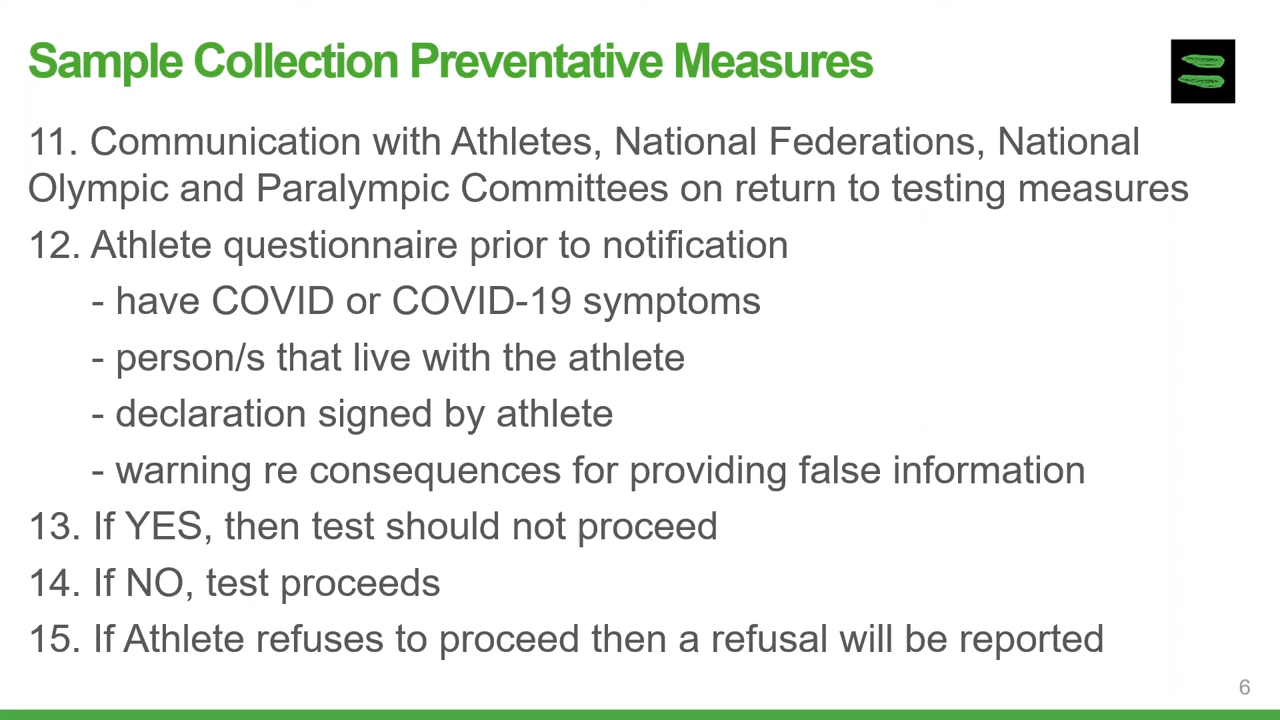 Sample Collection Preventative Measures
11. Communication with Athletes, National Federations, National
Olympic and Paralympic Committees on return to testing measures
12. Athlete questionnaire prior to notification
- have COVID or COVID-19 symptoms
- person/s that live with the athlete
- declaration signed by athlete
- warning re consequences for providing false information
13. If YES, then test should not proceed
14. If NO, test proceeds
15. If Athlete refuses to proceed then a refusal will be reported
6